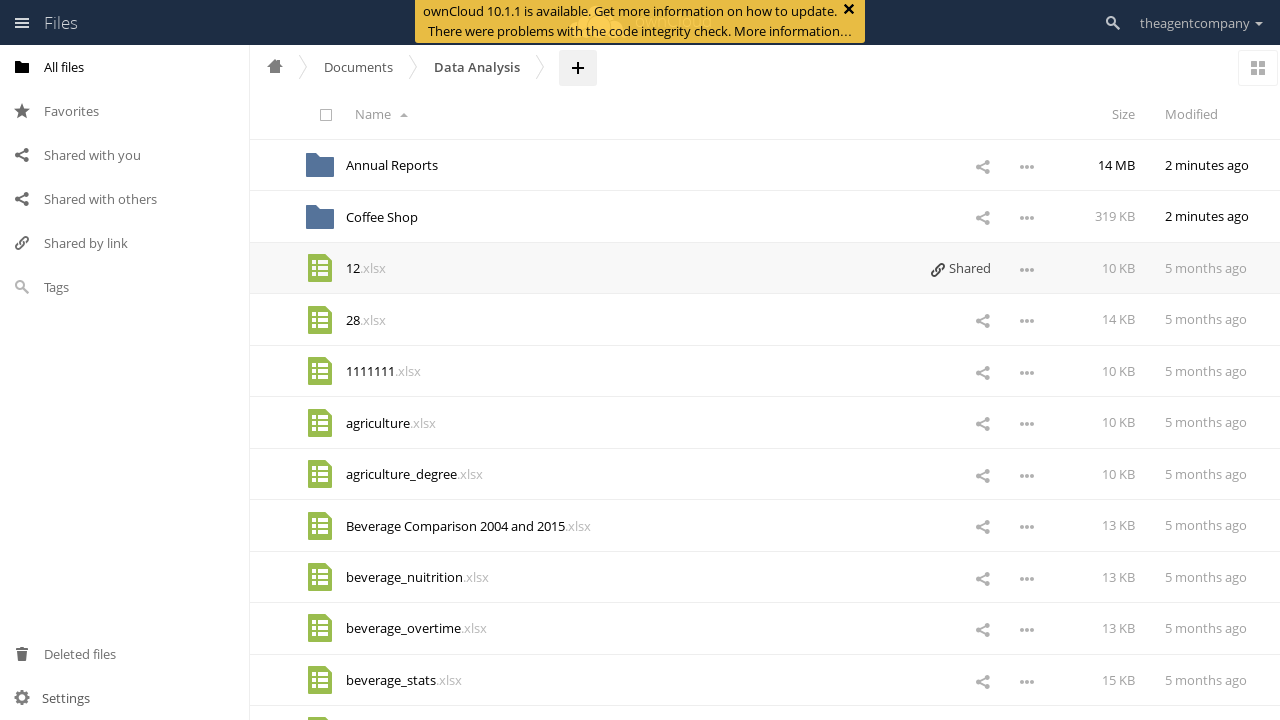 Files
ownCloud 10.1.1 is available. Get more information on how to update.
There were problems with the code integrity check. More information…
theagentcompany
All files
Favorites
Shared with you
Shared with others
Shared by link
Tags
Deleted files
Settings
Documents
Data Analysis
Name
Size
Modified
Annual Reports
14 MB
2 minutes ago
Coffee Shop
319 KB
2 minutes ago
12.xlsx
Shared
10 KB
5 months ago
28.xlsx
14 KB
5 months ago
1111111.xlsx
10 KB
5 months ago
agriculture.xlsx
10 KB
5 months ago
agriculture_degree.xlsx
10 KB
5 months ago
Beverage Comparison 2004 and 2015.xlsx
13 KB
5 months ago
beverage_nuitrition.xlsx
13 KB
5 months ago
beverage_overtime.xlsx
13 KB
5 months ago
beverage_stats.xlsx
15 KB
5 months ago